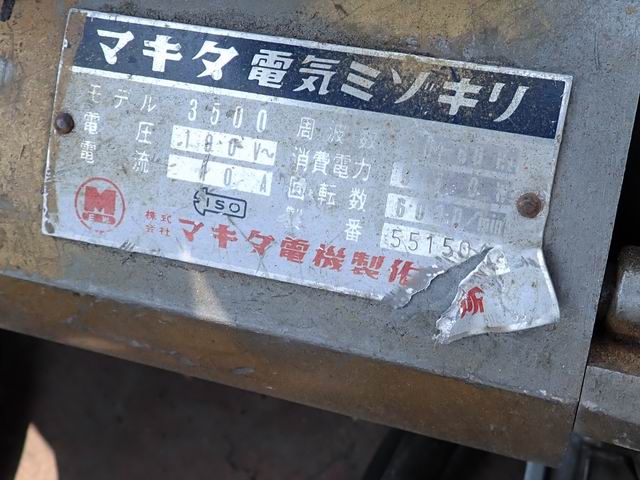 マキタ電気ミゾキリ
モデル 3500 周波数
電圧 100V～ 消費電力
電流 10A 回転数
ISO 製番 55150
M
株式会社 マキタ電機製作所